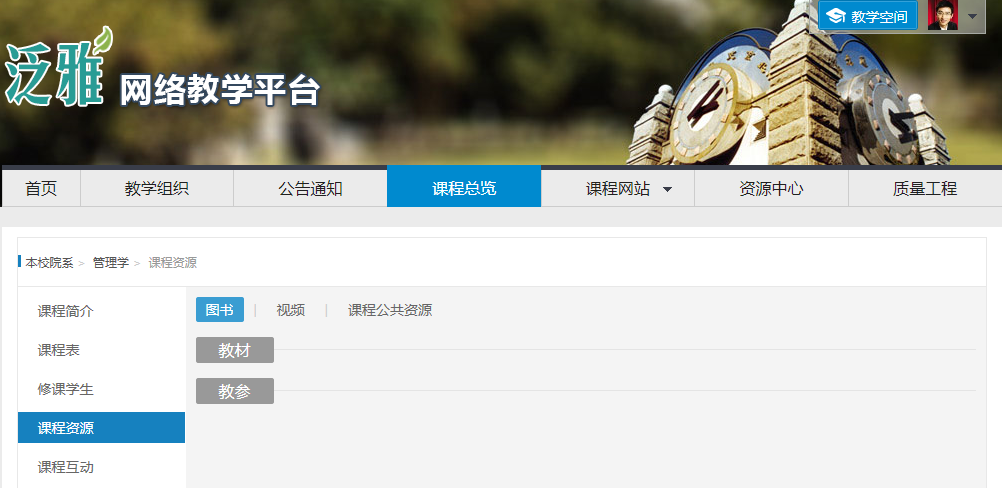 教学空间
泛雅
网络教学平台
首页 教学组织 公告通知 课程总览 课程网站 资源中心 质量工程
本校院系 > 管理学 > 课程资源
课程简介
课程表
修课学生
课程资源
课程互动
图书 | 视频 | 课程公共资源
教材
教参